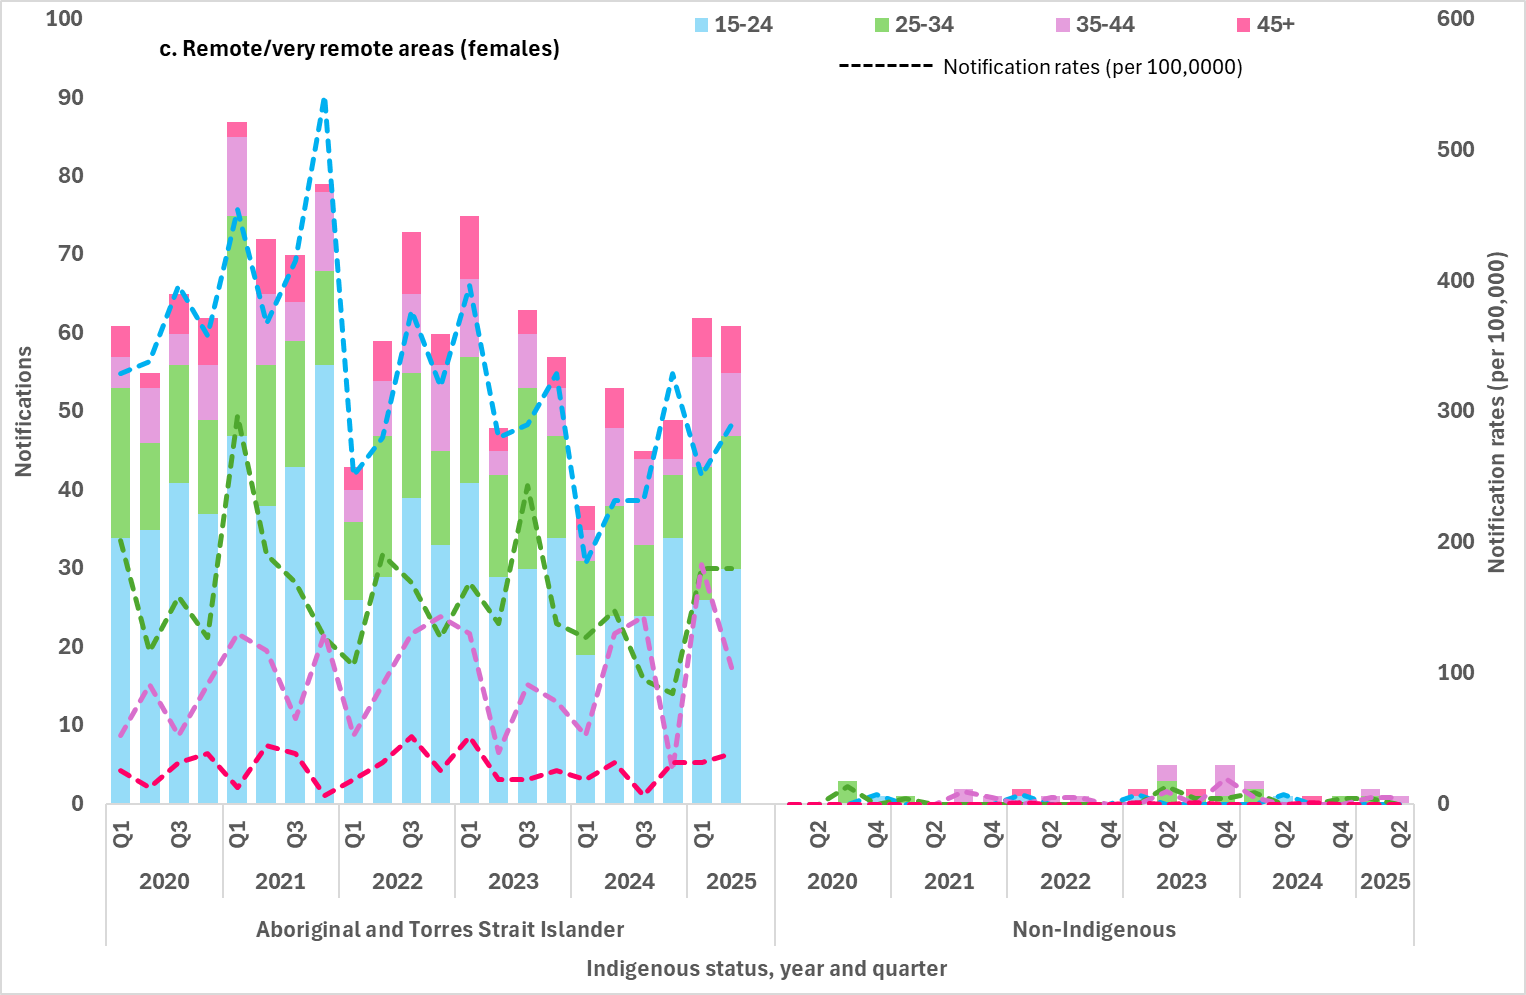 100
90
80
70
60
50
40
30
20
10
0
Notifications
c. Remote/very remote areas (females)
15-24 25-34 35-44 45+
Notification rates (per 100,0000)
600
500
400
300
200
100
0
Notification rates (per 100,000)
Q1 Q3 Q1 Q3 Q1 Q3 Q1 Q3 Q1 Q3 Q1 Q2 Q4 Q2 Q4 Q2 Q4 Q2 Q4 Q2 Q4 Q2
2020 2021 2022 2023 2024 2025 2020 2021 2022 2023 2024 2025
Aboriginal and Torres Strait Islander Non-Indigenous
Indigenous status, year and quarter